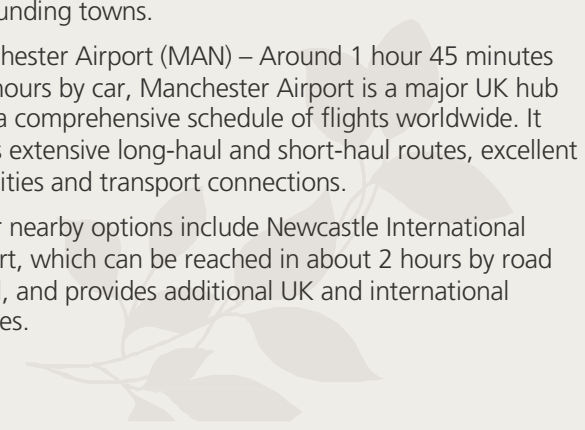 unding towns.
hester Airport (MAN) – Around 1 hour 45 minutes
hours by car, Manchester Airport is a major UK hub
a comprehensive schedule of flights worldwide. It
s extensive long-haul and short-haul routes, excellent
ities and transport connections.
r nearby options include Newcastle International
rt, which can be reached in about 2 hours by road
, and provides additional UK and international
es.